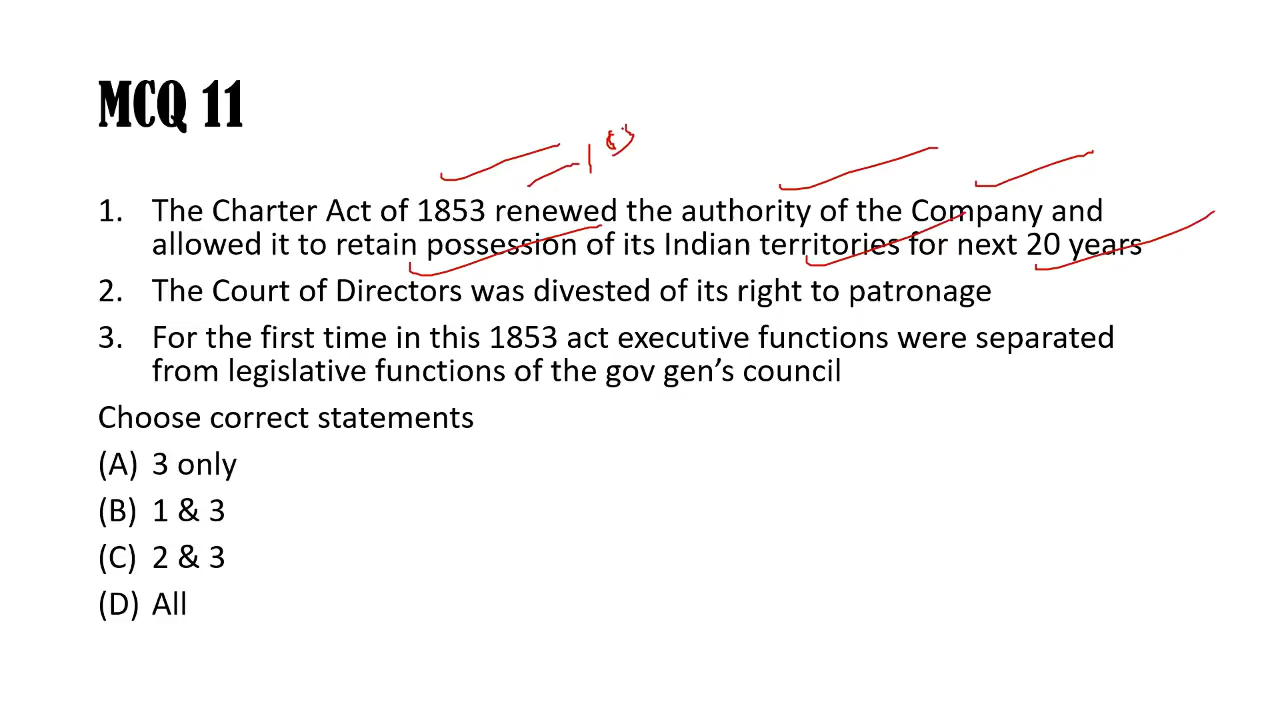 MCQ 11
1. The Charter Act of 1853 renewed the authority of the Company and
allowed it to retain possession of its Indian territories for next 20 years
2. The Court of Directors was divested of its right to patronage
3. For the first time in this 1853 act executive functions were separated
from legislative functions of the gov gen's council
Choose correct statements
(A) 3 only
(B) 1 & 3
(C) 2 & 3
(D) All